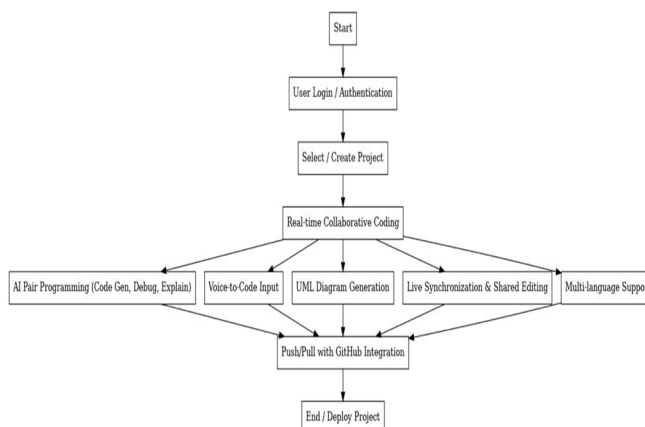 Start
User Login / Authentication
Select / Create Project
Real-time Collaborative Coding
AI Pair Programming (Code Gen, Debug, Explain)
Voice-to-Code Input
UML Diagram Generation
Live Synchronization & Shared Editing
Multi-language
Push/Pull with GitHub Integration
End / Deploy Project